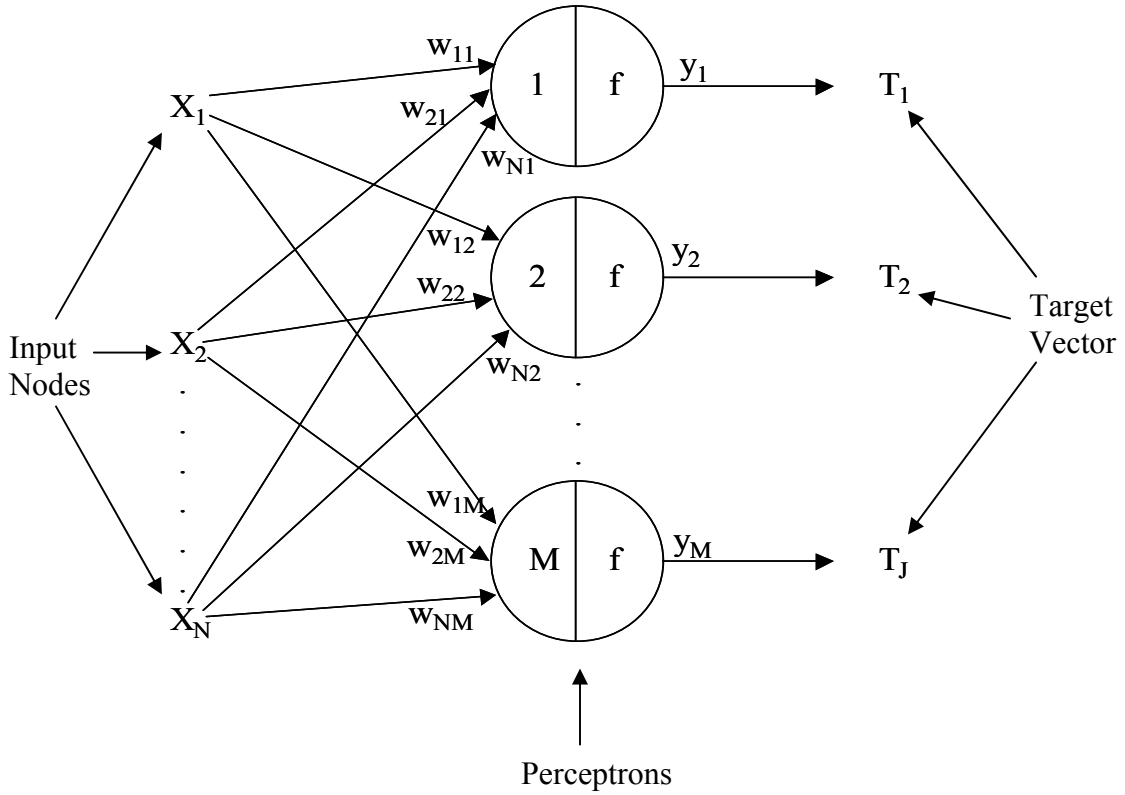 w11
1 f
y1
T1
X1
w21
wN1
w12
2 f
y2
T2
w22
Target
Vector
Input
Nodes
X2
wN2
w1M
w2M
M f
yM
TJ
XN
wNM
Perceptrons